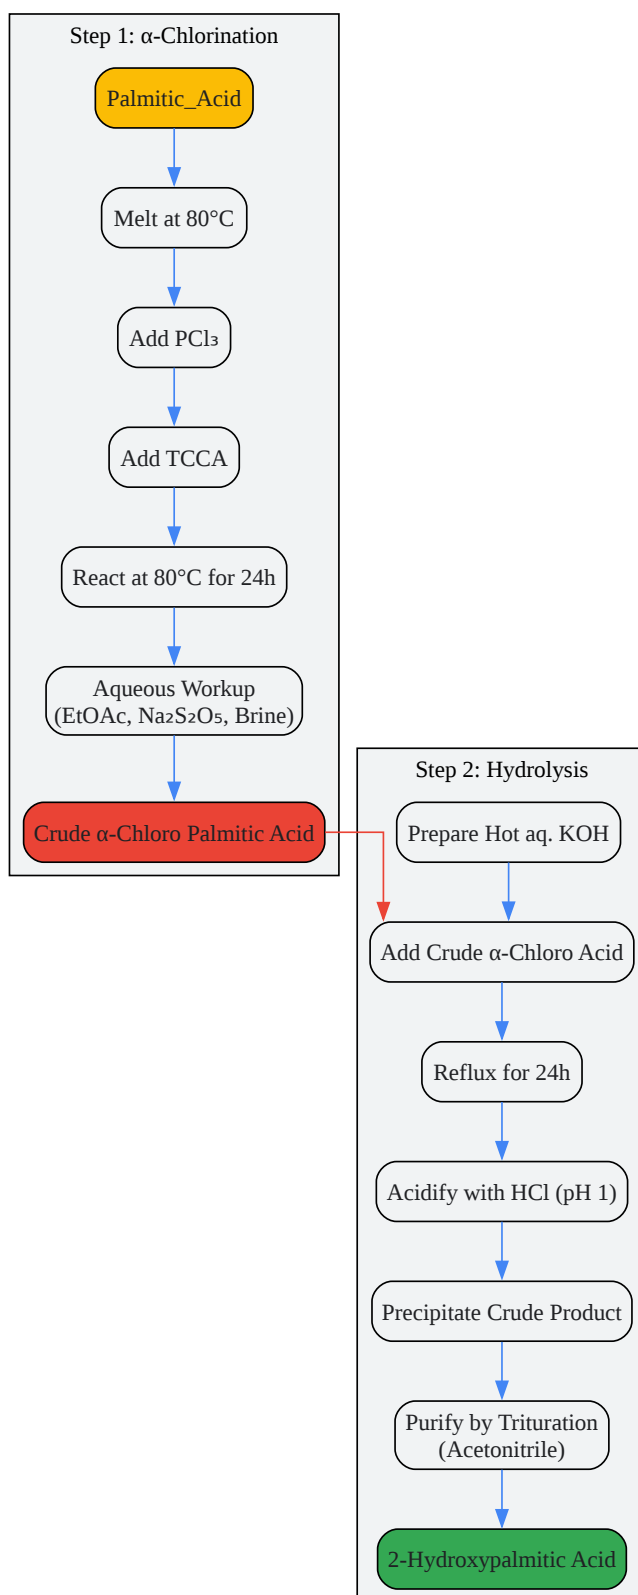 Step 1: α-Chlorination
Palmitic_Acid
Melt at 80°C
Add PCl₃
Add TCCA
React at 80°C for 24h
Aqueous Workup
(EtOAc, Na₂S₂O₅, Brine)
Crude α-Chloro Palmitic Acid
Step 2: Hydrolysis
Prepare Hot aq. KOH
Add Crude α-Chloro Acid
Reflux for 24h
Acidify with HCl (pH 1)
Precipitate Crude Product
Purify by Trituration
(Acetonitrile)
2-Hydroxypalmitic Acid